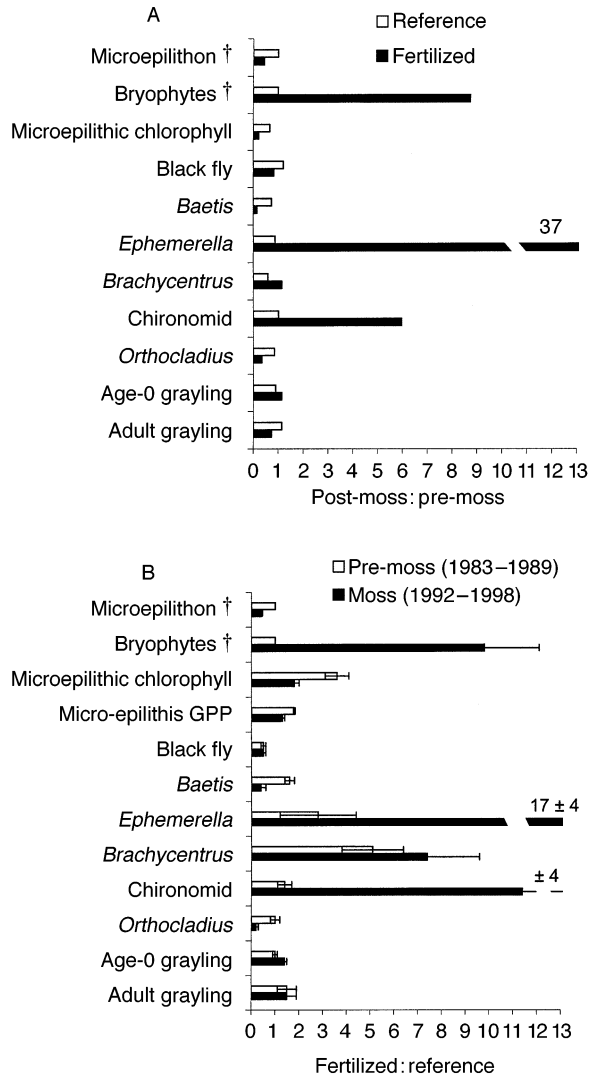 A
Reference
Fertilized
Microepilithon †
Bryophytes †
Microepilithic chlorophyll
Black fly
Baetis
Ephemerella
37
Brachycentrus
Chironomid
Orthocladius
Age-0 grayling
Adult grayling
0 1 2 3 4 5 6 7 8 9 10 11 12 13
Post-moss: pre-moss
B
Pre-moss (1983–1989)
Moss (1992–1998)
Microepilithon †
Bryophytes †
Microepilithic chlorophyll
Micro-epilithis GPP
Black fly
Baetis
Ephemerella
17 ± 4
Brachycentrus
Chironomid
± 4
Orthocladius
Age-0 grayling
Adult grayling
0 1 2 3 4 5 6 7 8 9 10 11 12 13
Fertilized: reference